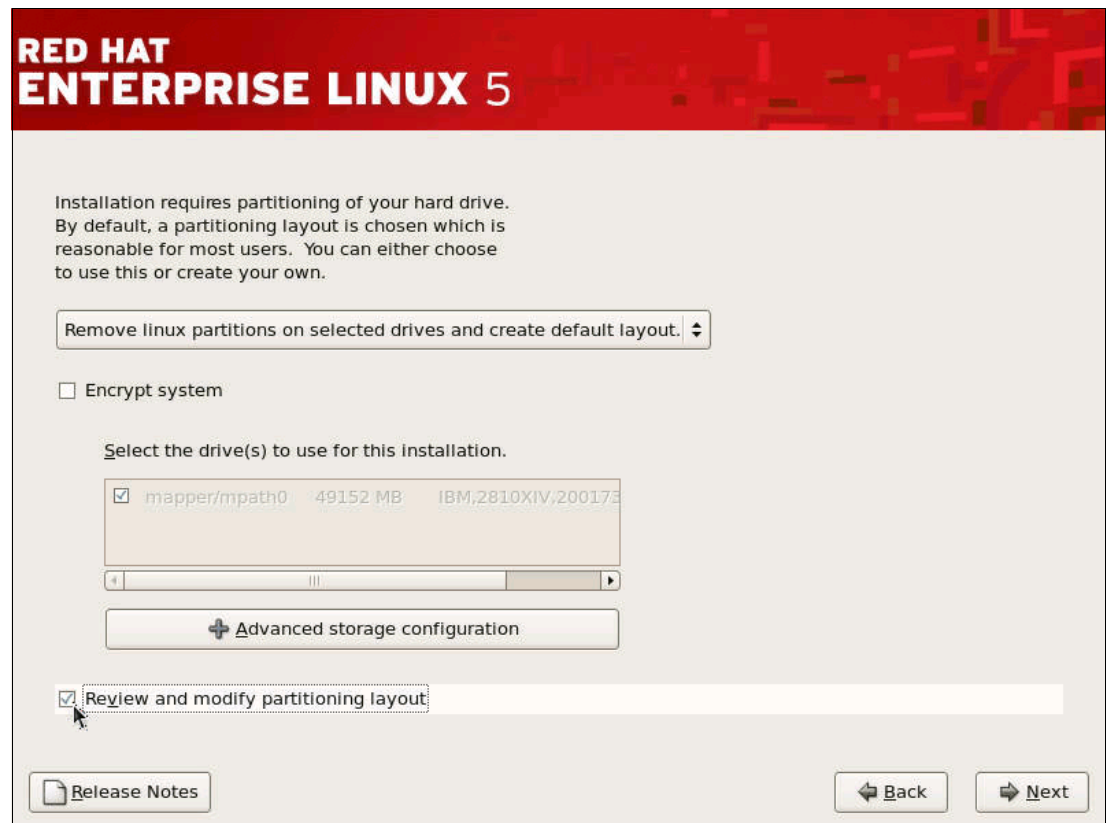 RED HAT
ENTERPRISE LINUX 5
Installation requires partitioning of your hard drive.
By default, a partitioning layout is chosen which is
reasonable for most users. You can either choose
to use this or create your own.
Remove linux partitions on selected drives and create default layout.
Encrypt system
Select the drive(s) to use for this installation.
mapper/mpath0 49152 MB IBM,2810XIV,200173
Advanced storage configuration
Review and modify partitioning layout
Release Notes
Back
Next